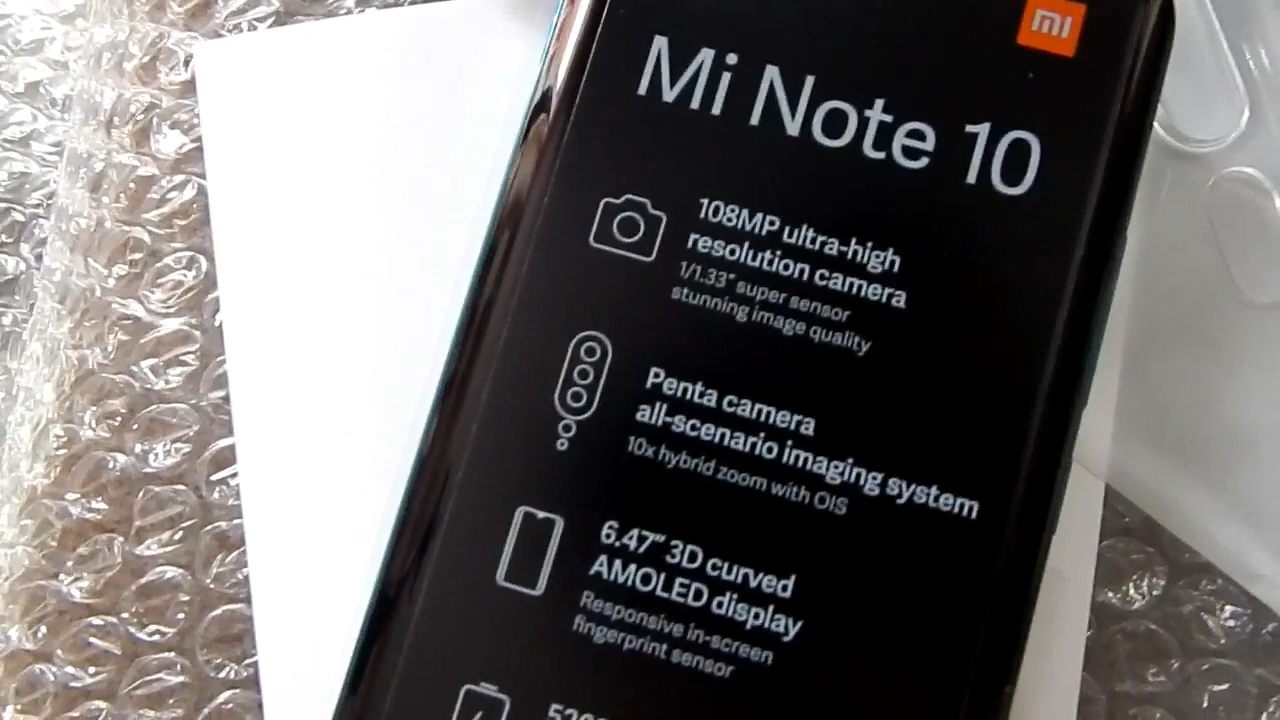 mi
Mi Note 10
108MP ultra-high
resolution camera
1/1.33" super sensor
stunning image quality
Penta camera
all-scenario imaging system
10x hybrid zoom with OIS
6.47" 3D curved
AMOLED display
Responsive in-screen
fingerprint sensor